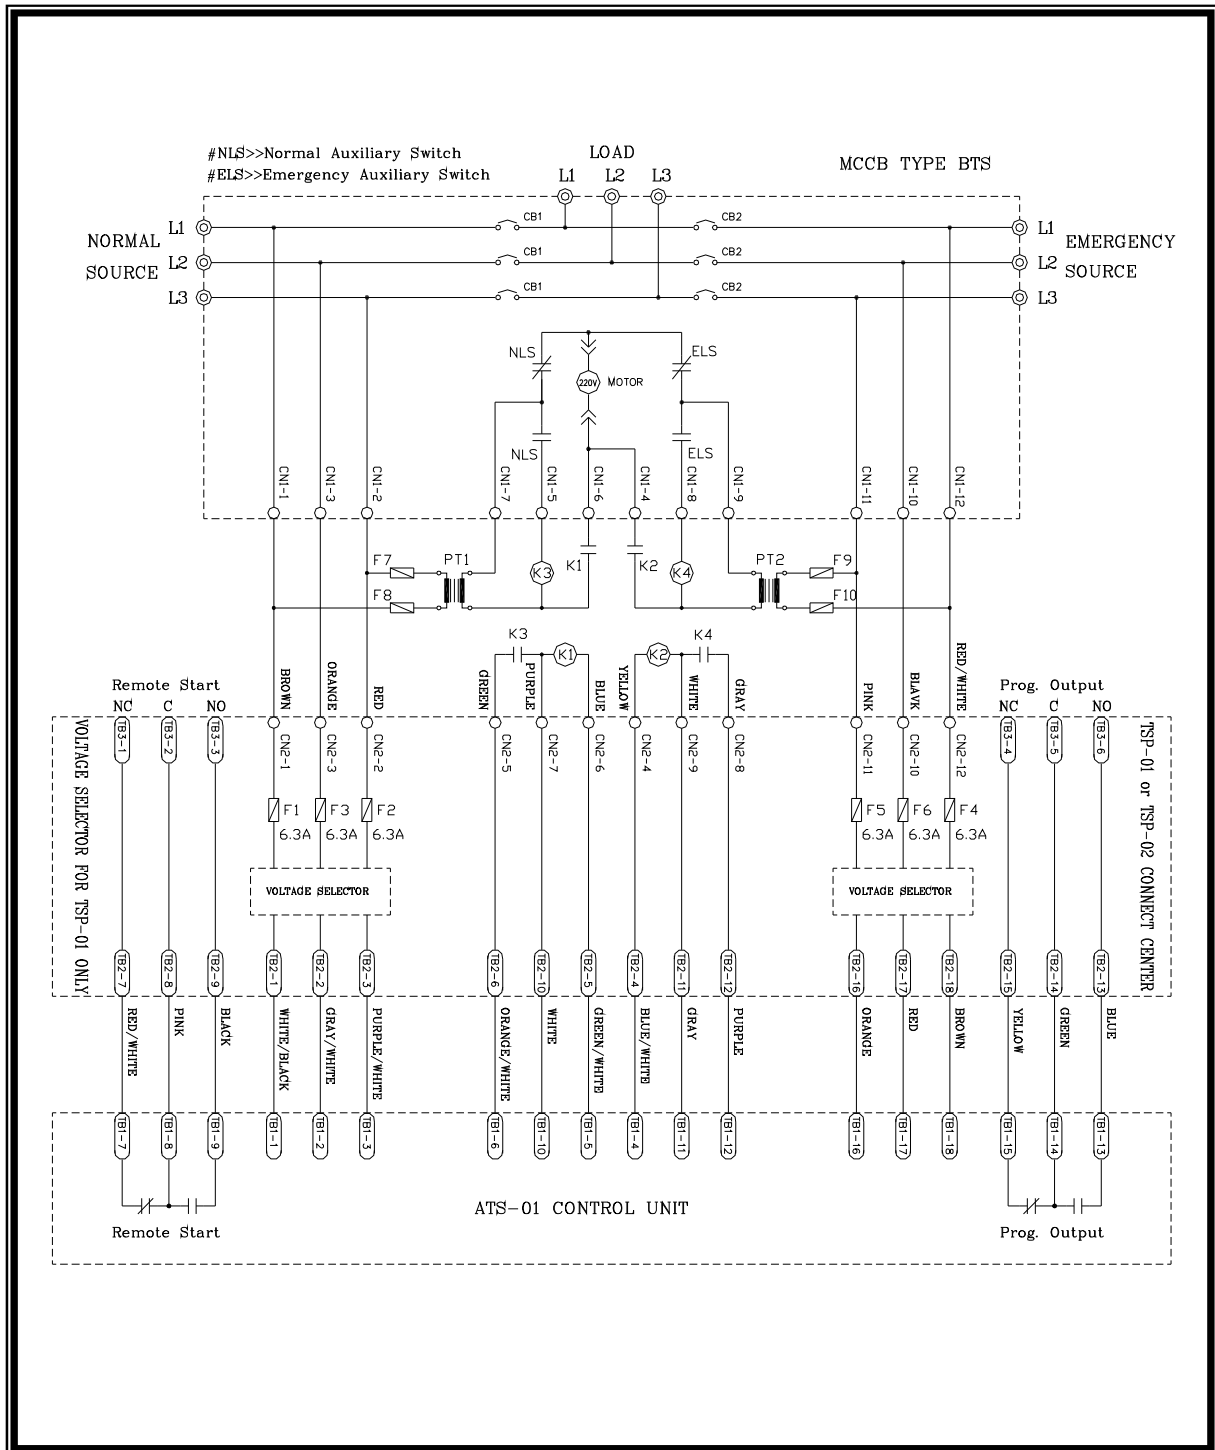 #NLS>>Normal Auxiliary Switch
#ELS>>Emergency Auxiliary Switch
LOAD
L1 L2 L3
MCCB TYPE BTS
NORMAL
SOURCE
L1
L2
L3
CB1
CB1
CB1
CB2
CB2
CB2
L1
L2
L3
EMERGENCY
SOURCE
NLS
ELS
220V
MOTOR
NLS
ELS
CN1-1
CN1-3
CN1-2
CN1-7
CN1-5
CN1-6
CN1-4
CN1-8
CN1-9
CN1-11
CN1-10
CN1-12
F7
F8
PT1
K3
K1
K2
K4
PT2
F9
F10
K3
K1
K2
K4
BROWN
ORANGE
RED
GREEN
PURPLE
BLUE
YELLOW
WHITE
GRAY
PINK
BLAVK
RED/WHITE
Remote Start
NC C NO
Prog. Output
NC C NO
VOLTAGE SELECTOR FOR TSP-01 ONLY
TSP-01 or TSP-02 CONNECT CENTER
TB3-1
TB3-2
TB3-3
CN2-1
CN2-3
CN2-2
CN2-5
CN2-7
CN2-6
CN2-4
CN2-9
CN2-8
CN2-11
CN2-10
CN2-12
TB3-4
TB3-5
TB3-6
F1
6.3A
F3
6.3A
F2
6.3A
F5
6.3A
F6
6.3A
F4
6.3A
VOLTAGE SELECTOR
VOLTAGE SELECTOR
TB2-7
TB2-8
TB2-9
TB2-1
TB2-2
TB2-3
TB2-6
TB2-10
TB2-5
TB2-4
TB2-11
TB2-12
TB2-16
TB2-17
TB2-18
TB2-15
TB2-14
TB2-13
RED/WHITE
PINK
BLACK
WHITE/BLACK
GRAY/WHITE
PURPLE/WHITE
ORANGE/WHITE
WHITE
GREEN/WHITE
BLUE/WHITE
GRAY
PURPLE
ORANGE
RED
BROWN
YELLOW
GREEN
BLUE
TB1-7
TB1-8
TB1-9
TB1-1
TB1-2
TB1-3
TB1-6
TB1-10
TB1-5
TB1-4
TB1-11
TB1-12
TB1-16
TB1-17
TB1-18
TB1-15
TB1-14
TB1-13
Remote Start
ATS-01 CONTROL UNIT
Prog. Output